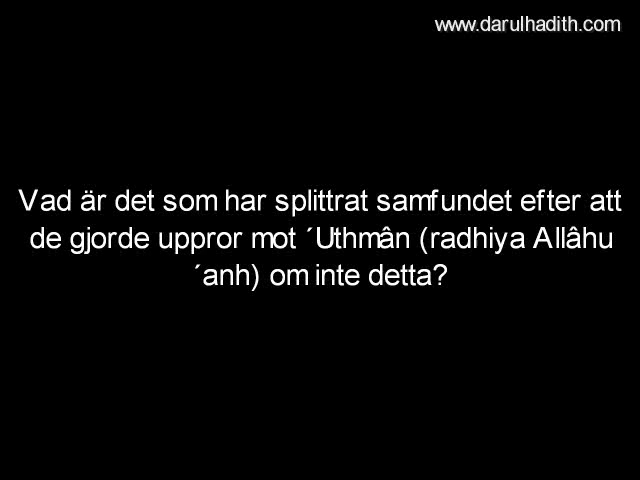 www.darulhadith.com
Vad är det som har splittrat samfundet efter att
de gjorde uppror mot ´Uthmân (radhiya Allâhu
´anh) om inte detta?